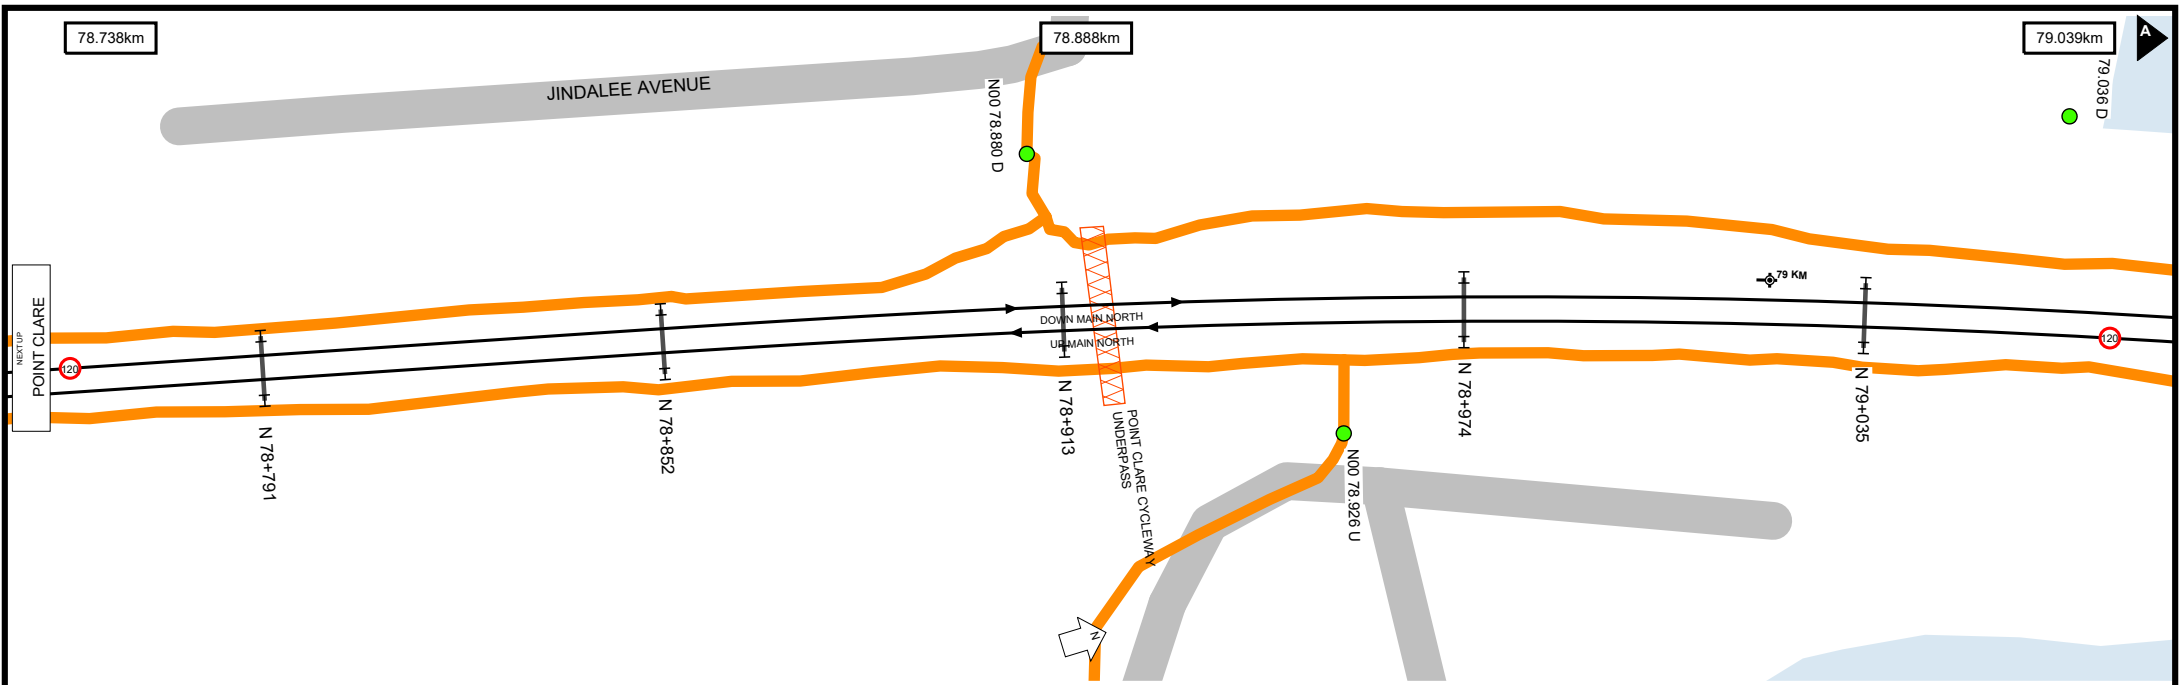 78.738km
78.888km
79.039km
A
JINDALEE AVENUE
N00 78.880 D
79.036 D
79 KM
NEXT UP
POINT CLARE
120
DOWN MAIN NORTH
UP MAIN NORTH
120
N 78+791
N 78+852
N 78+913
N 78+974
N 79+035
POINT CLARE CYCLEWAY
UNDERPASS
N00 78.926 U
N